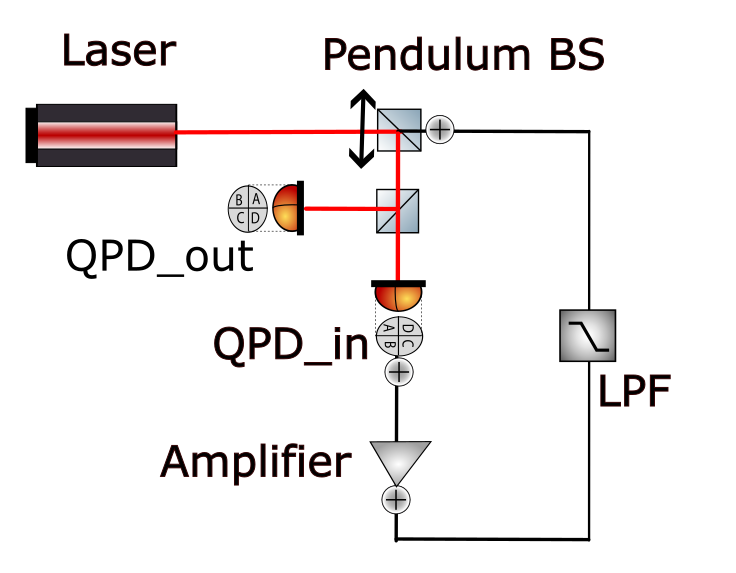 Laser
Pendulum BS
B A
C D
QPD_out
QPD_in
A D
B C
Amplifier
LPF